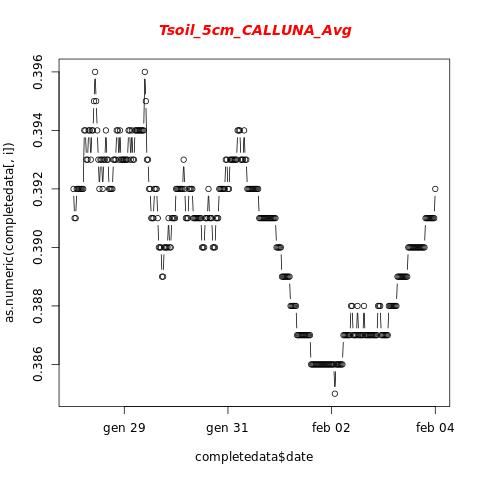 Tsoil_5cm_CALLUNA_Avg
as.numeric(completedata[, i])
0.396
0.394
0.392
0.390
0.388
0.386
gen 29
gen 31
feb 02
feb 04
completedata$date